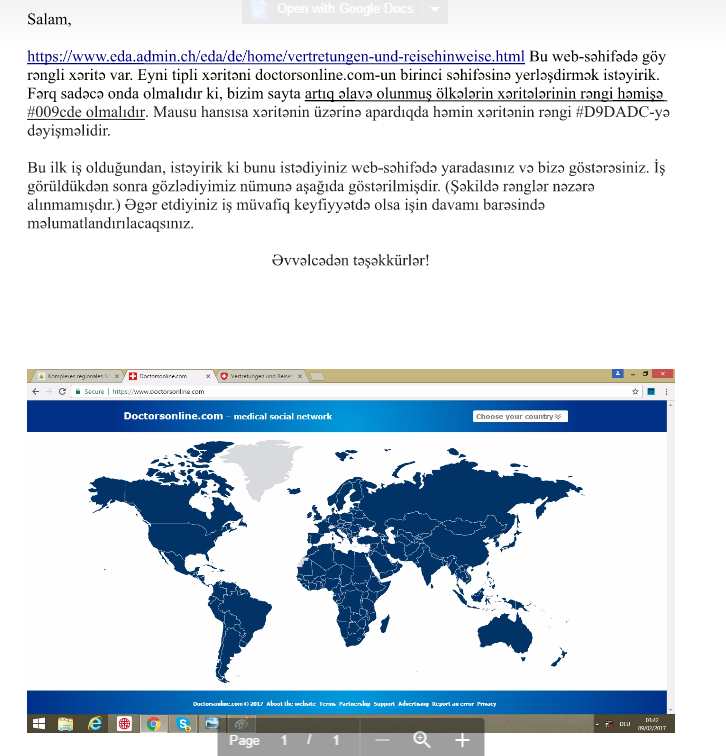 Open with Google Docs
Salam,
https://www.eda.admin.ch/eda/de/home/vertretungen-und-reisehinweise.html Bu web-səhifədə göy
rəngli xəritə var. Eyni tipli xəritəni doctorsonline.com-un birinci səhifəsinə yerləşdirmək istəyirik.
Fərq sadəcə onda olmalıdır ki, bizim sayta artıq əlavə olunmuş ölkələrin xəritələrinin rəngi həmişə
#009cde olmalıdır. Mausu hansısa xəritənin üzərinə apardıqda həmin xəritənin rəngi #D9DADC-yə
dəyişməlidir.
Bu ilk iş olduğundan, istəyirik ki bunu istədiyiniz web-səhifədə yaradasınız və bizə göstərəsiniz. İş
görüldükdən sonra gözlədiyimiz nümunə aşağıda göstərilmişdir. (Şəkildə rənglər nəzərə
alınmamışdır.) Əgər etdiyiniz iş müvafiq keyfiyyətdə olsa işin davamı barəsində
məlumatlandırılacaqsınız.
Əvvəlcədən təşəkkürlər!
Komplexes regionales S Doctorsonline.com Vertretungen und Reise
Secure https://www.doctorsonline.com
Doctorsonline.com – medical social network Choose your country
Doctorsonline.com © 2017 About the website Terms Partnership Support Advertising Report an error Privacy
DEU 03:42
09/02/2017
Page 1 / 1